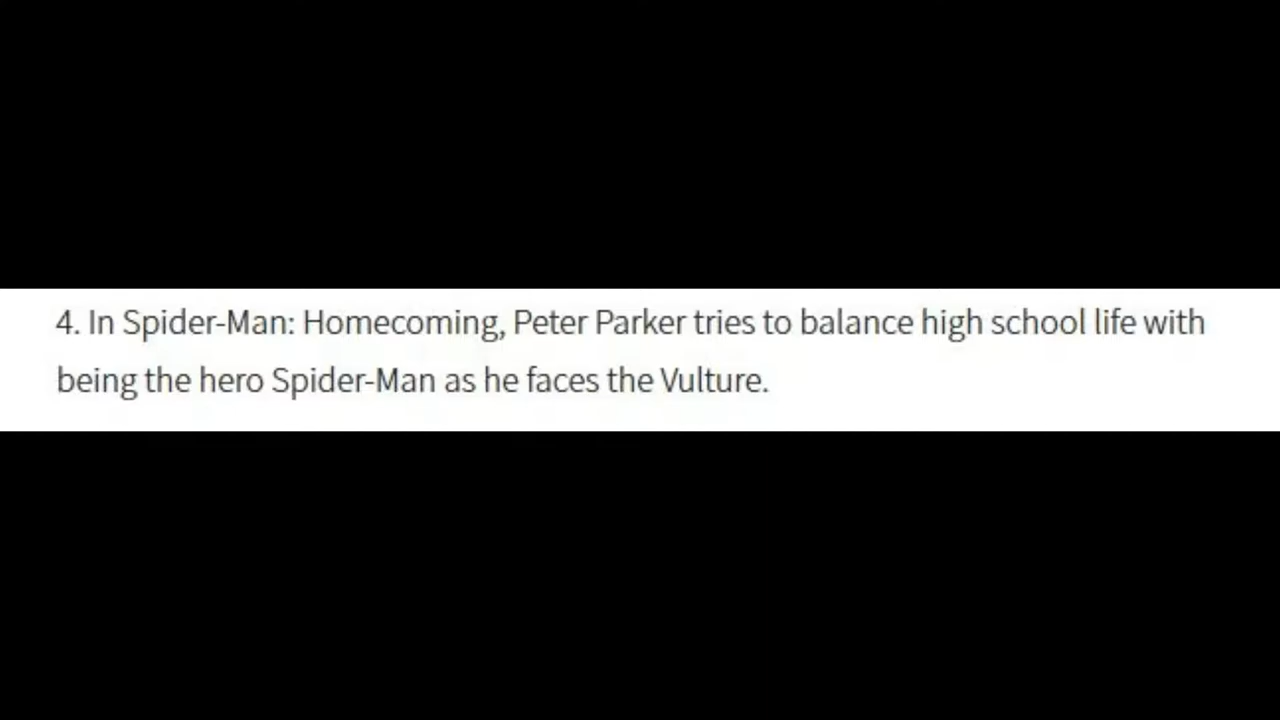 4. In Spider-Man: Homecoming, Peter Parker tries to balance high school life with
being the hero Spider-Man as he faces the Vulture.